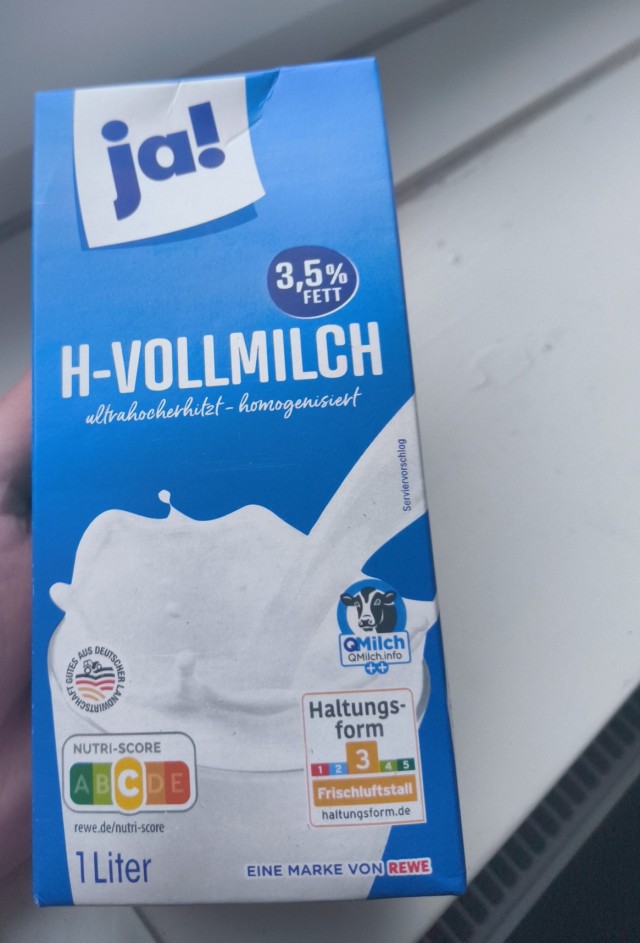 ja!
3,5%
FETT
H-VOLLMILCH
ultrahocherhitzt - homogenisiert
Serviervorschlag
QMilch
QMilch.info
++
GUTES AUS DEUTSCHER LANDWIRTSCHAFT
Haltungs-
form
1 2 3 4 5
Frischluftstall
haltungsform.de
NUTRI-SCORE
A B C D E
rewe.de/nutri-score
1 Liter
EINE MARKE VON REWE